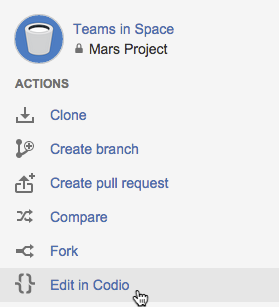 Teams in Space
Mars Project
ACTIONS
Clone
Create branch
Create pull request
Compare
Fork
Edit in Codio